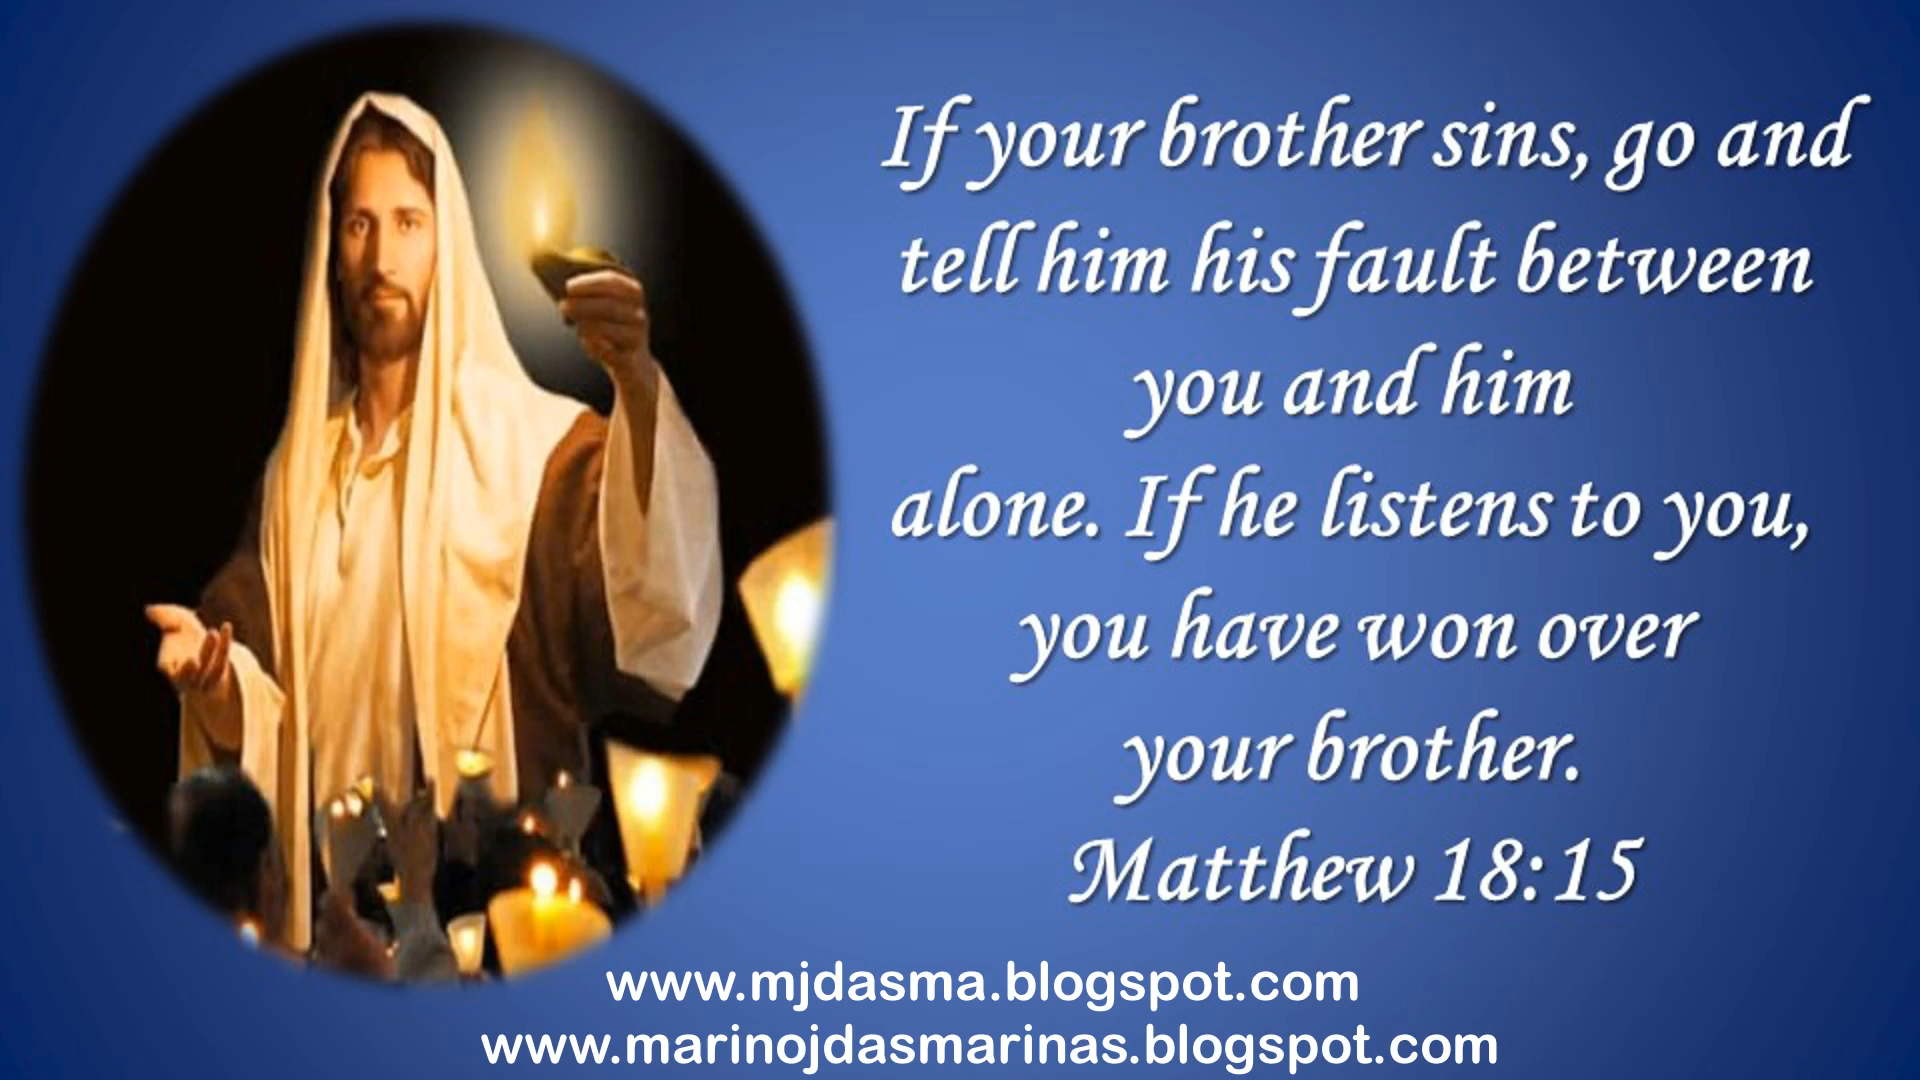 If your brother sins, go and
tell him his fault between
you and him
alone. If he listens to you,
you have won over
your brother.
Matthew 18:15
www.mjdasma.blogspot.com
www.marinojdasmarinas.blogspot.com